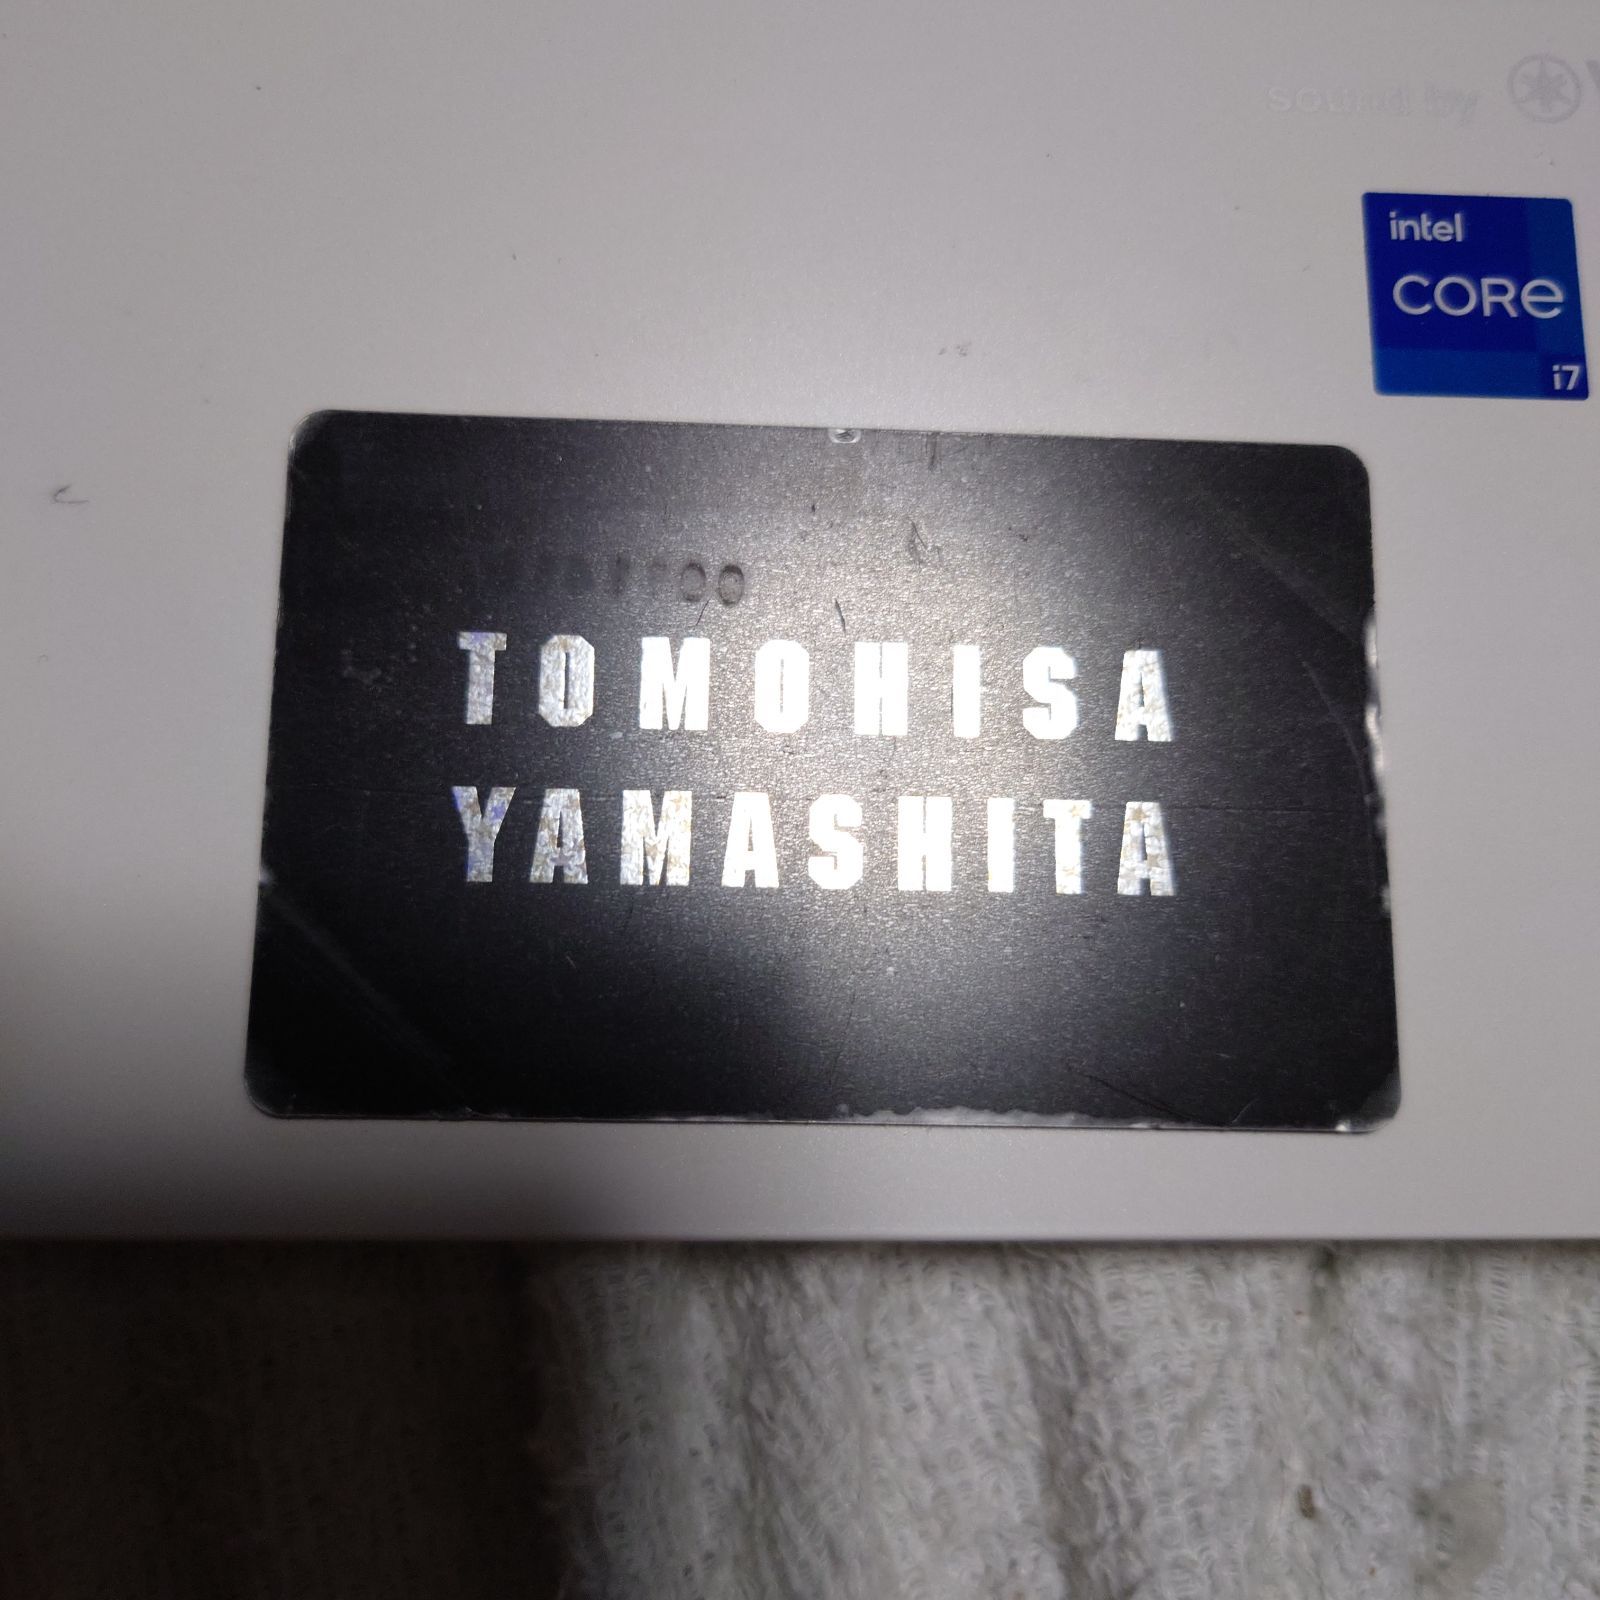 sound by
intel
CORe
i7
TOMOHISA
YAMASHITA